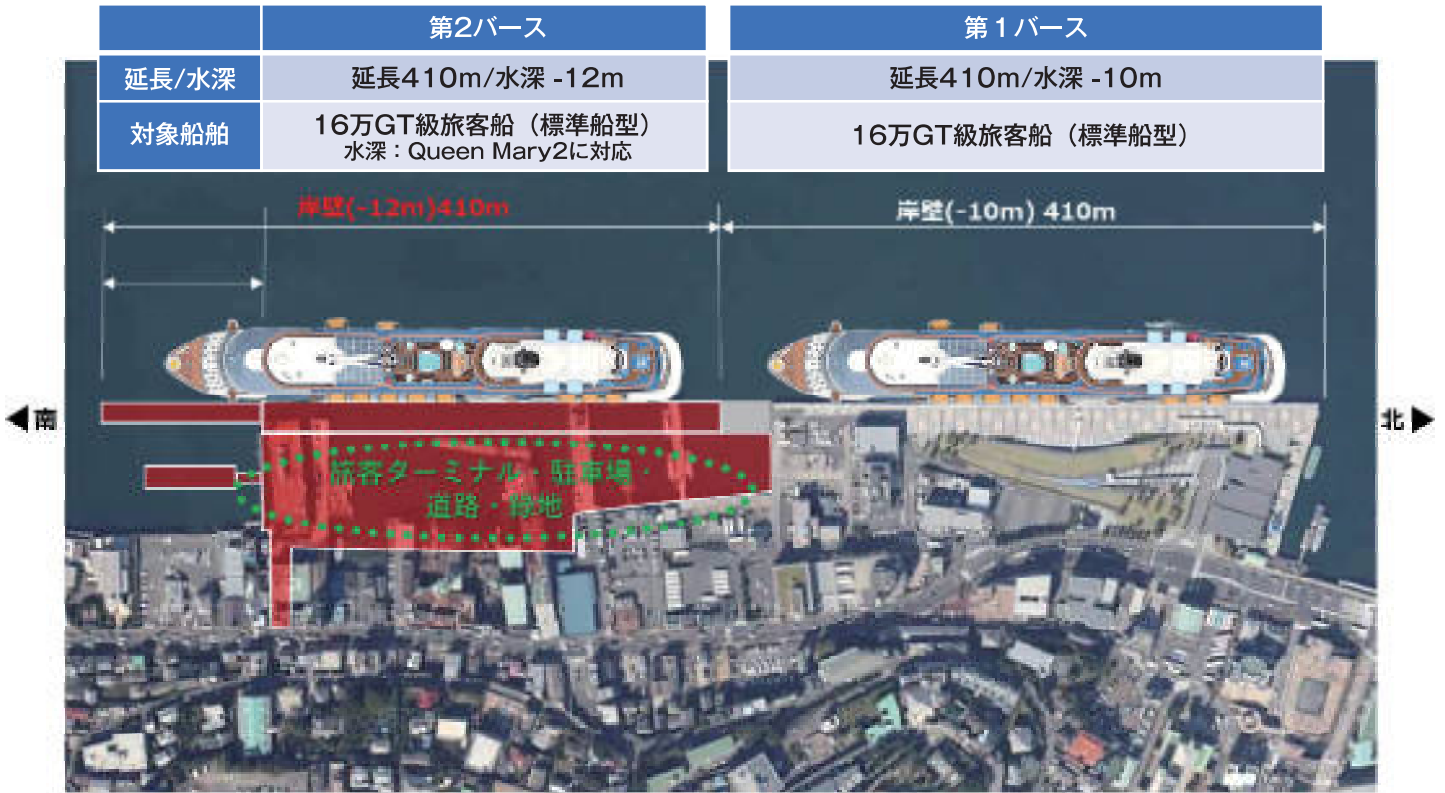 第2バース
第1バース
延長/水深
延長410m/水深 -12m
延長410m/水深 -10m
対象船舶
16万GT級旅客船（標準船型）
水深：Queen Mary2に対応
16万GT級旅客船（標準船型）
岸壁(-12m)410m
岸壁(-10m) 410m
◀南
北▶
旅客ターミナル・駐車場・
道路・緑地